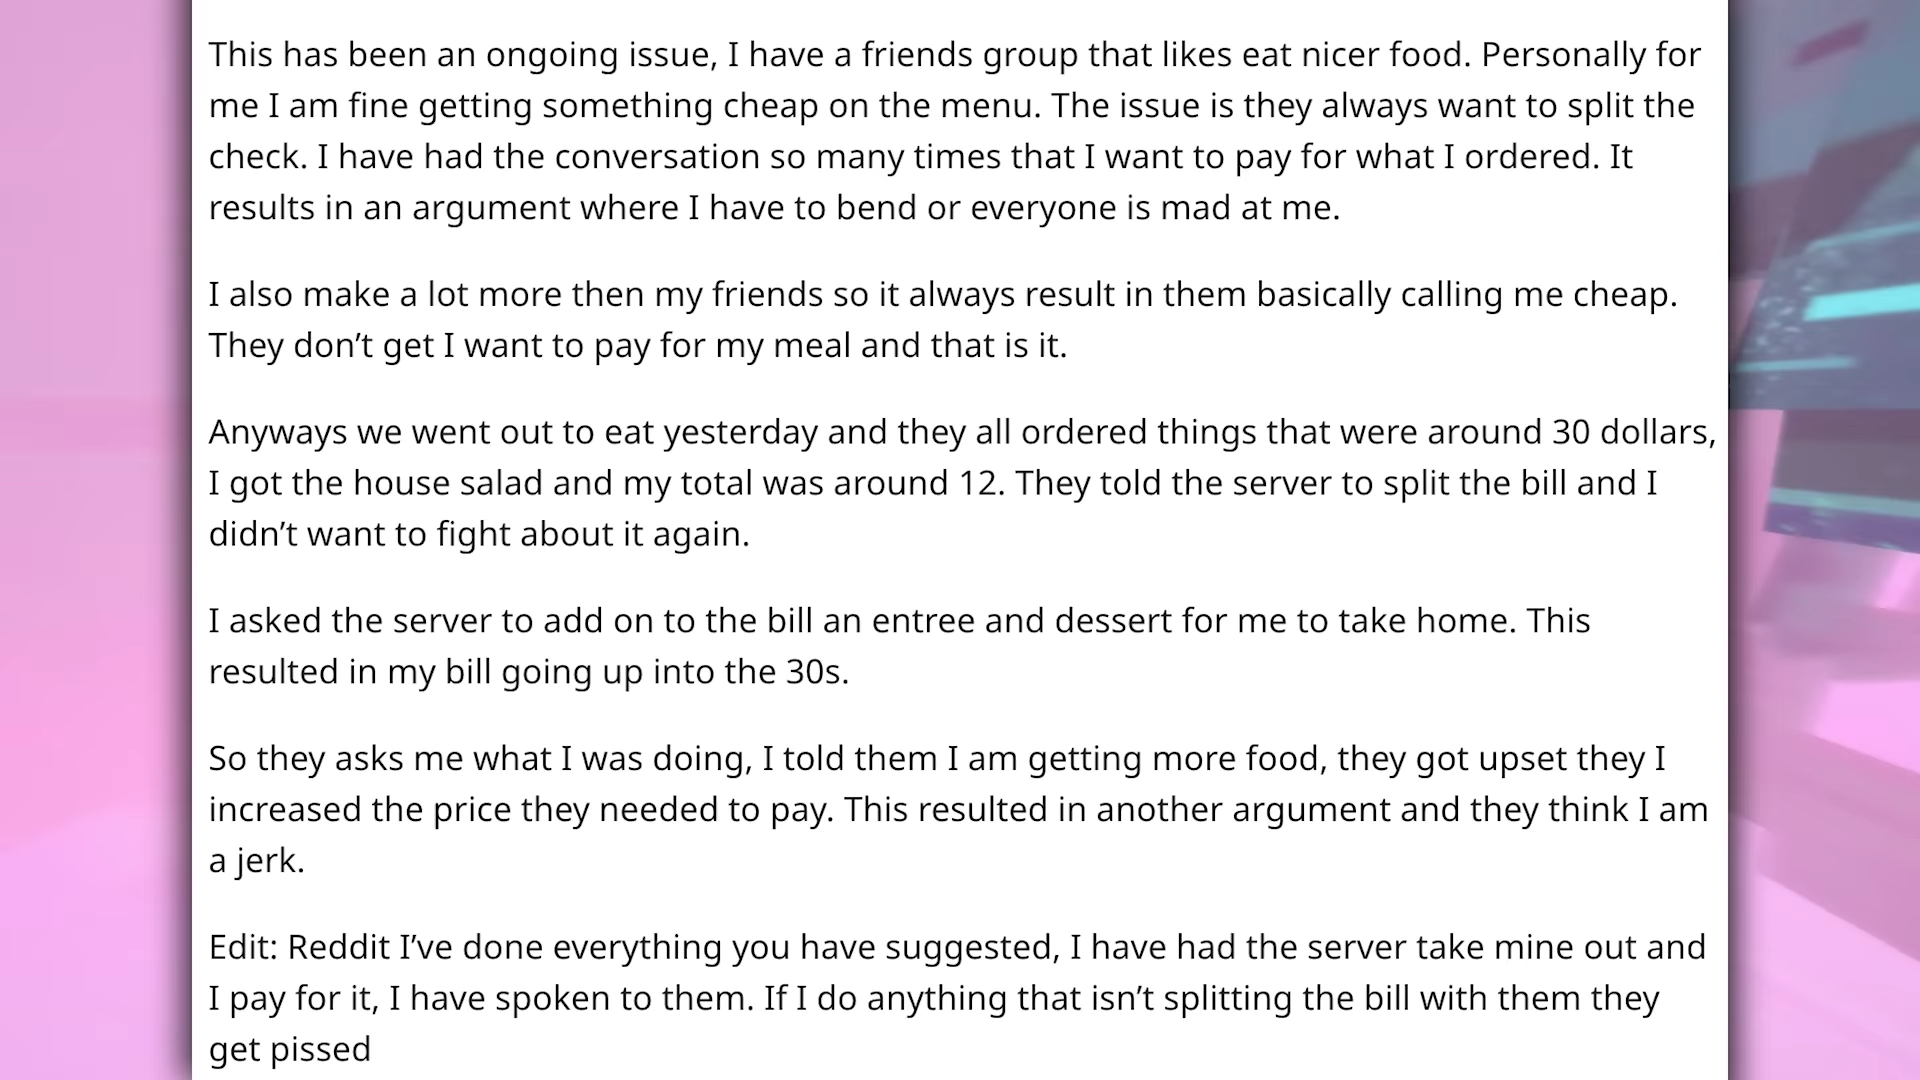 This has been an ongoing issue, I have a friends group that likes eat nicer food. Personally for
me I am fine getting something cheap on the menu. The issue is they always want to split the
check. I have had the conversation so many times that I want to pay for what I ordered. It
results in an argument where I have to bend or everyone is mad at me.
I also make a lot more then my friends so it always result in them basically calling me cheap.
They don’t get I want to pay for my meal and that is it.
Anyways we went out to eat yesterday and they all ordered things that were around 30 dollars,
I got the house salad and my total was around 12. They told the server to split the bill and I
didn’t want to fight about it again.
I asked the server to add on to the bill an entree and dessert for me to take home. This
resulted in my bill going up into the 30s.
So they asks me what I was doing, I told them I am getting more food, they got upset they I
increased the price they needed to pay. This resulted in another argument and they think I am
a jerk.
Edit: Reddit I’ve done everything you have suggested, I have had the server take mine out and
I pay for it, I have spoken to them. If I do anything that isn’t splitting the bill with them they
get pissed